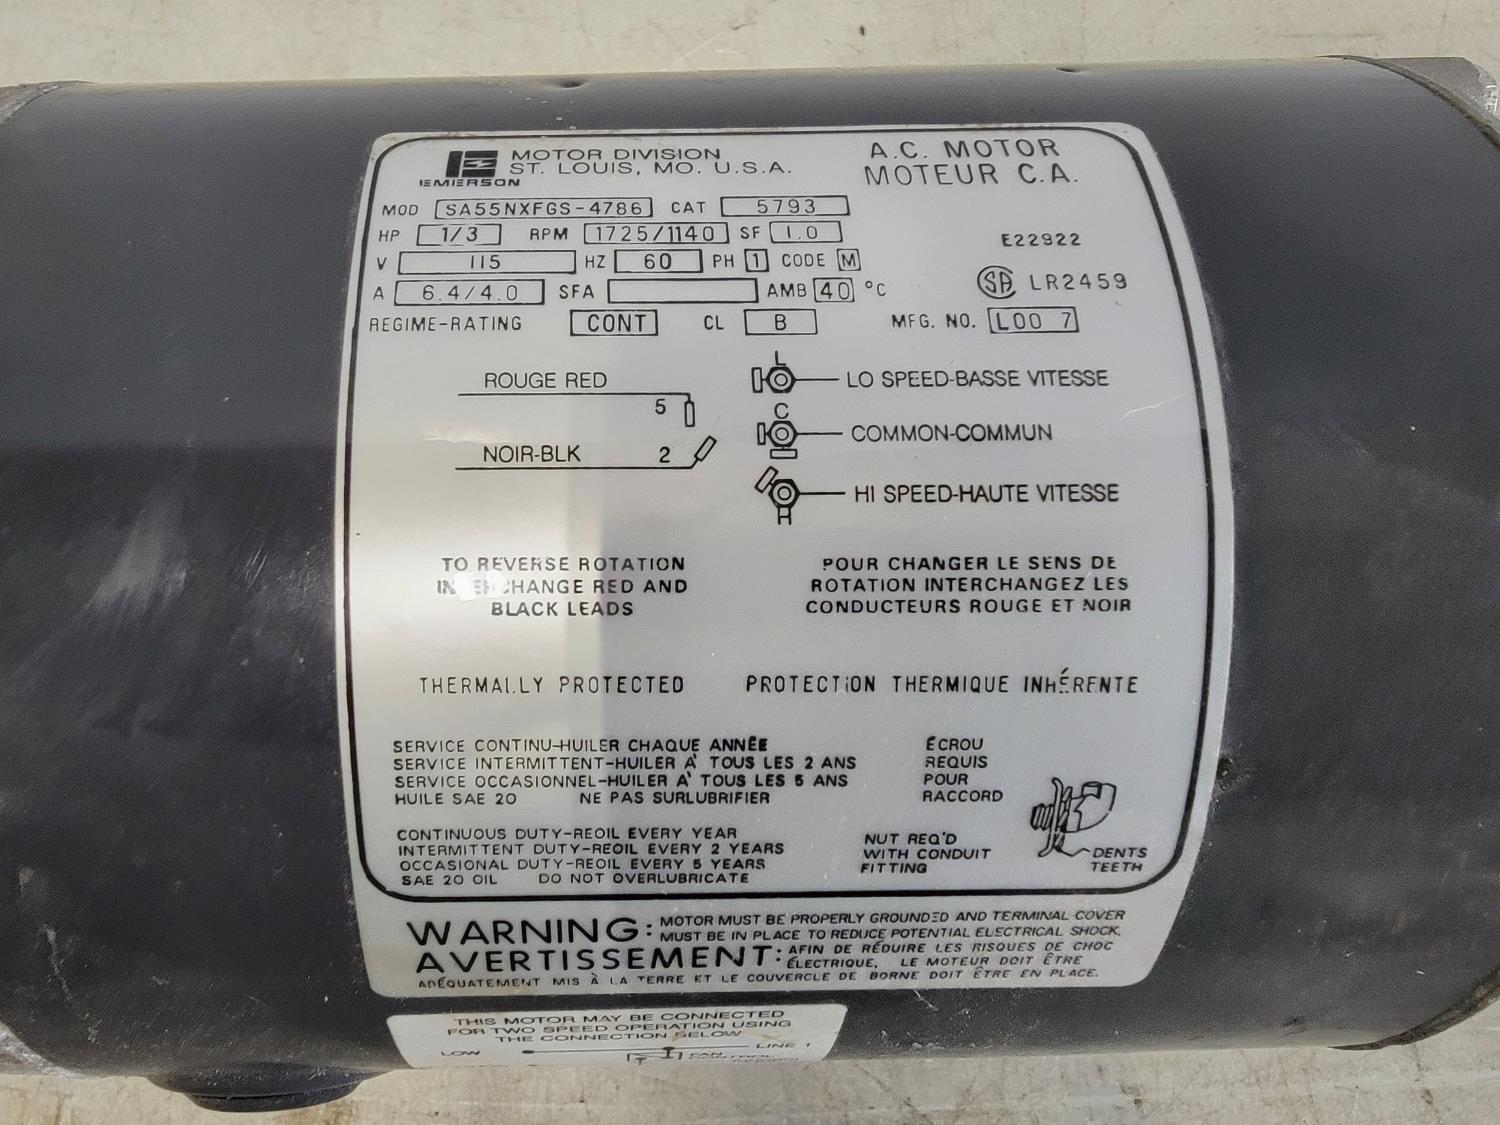 MOTOR DIVISION
ST. LOUIS, MO. U.S.A.
EMERSON
A.C. MOTOR
MOTEUR C.A.
MOD SA55NXFGS-4786 CAT 5793
HP 1/3 RPM 1725/1140 SF 1.0
E22922
V 115 HZ 60 PH 1 CODE M
A 6.4/4.0 SFA AMB 40 °C
SA LR2459
REGIME-RATING CONT CL B MFG. NO. L00 7
ROUGE RED
5
NOIR-BLK 2
L
LO SPEED-BASSE VITESSE
C
COMMON-COMMUN
HI SPEED-HAUTE VITESSE
H
TO REVERSE ROTATION
INTERCHANGE RED AND
BLACK LEADS
POUR CHANGER LE SENS DE
ROTATION INTERCHANGEZ LES
CONDUCTEURS ROUGE ET NOIR
THERMALLY PROTECTED PROTECTION THERMIQUE INHÉRENTE
SERVICE CONTINU-HUILER CHAQUE ANNÉE
SERVICE INTERMITTENT-HUILER À TOUS LES 2 ANS
SERVICE OCCASIONNEL-HUILER À TOUS LES 5 ANS
HUILE SAE 20 NE PAS SURLUBRIFIER
ÉCROU
REQUIS
POUR
RACCORD
CONTINUOUS DUTY-REOIL EVERY YEAR
INTERMITTENT DUTY-REOIL EVERY 2 YEARS
OCCASIONAL DUTY-REOIL EVERY 5 YEARS
SAE 20 OIL DO NOT OVERLUBRICATE
NUT REQ'D
WITH CONDUIT
FITTING
DENTS
TEETH
WARNING: MOTOR MUST BE PROPERLY GROUNDED AND TERMINAL COVER
MUST BE IN PLACE TO REDUCE POTENTIAL ELECTRICAL SHOCK.
AVERTISSEMENT: AFIN DE RÉDUIRE LES RISQUES DE CHOC
ÉLECTRIQUE, LE MOTEUR DOIT ÊTRE
ADÉQUATEMENT MIS À LA TERRE ET LE COUVERCLE DE BORNE DOIT ÊTRE EN PLACE.
THIS MOTOR MAY BE CONNECTED
FOR TWO SPEED OPERATION USING
THE CONNECTION BELOW
LOW LINE 1
FAN